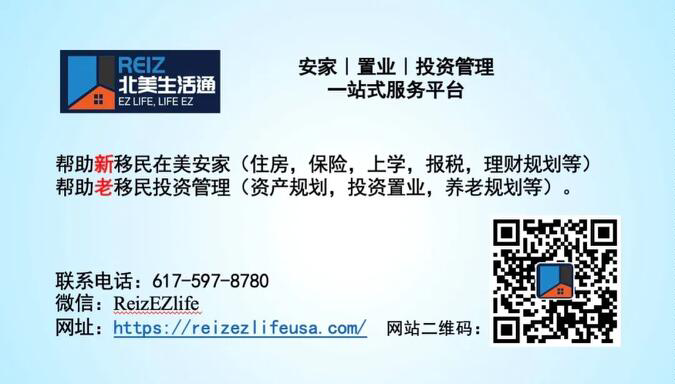 REIZ
北美生活通
EZ LIFE, LIFE EZ
安家｜置业｜投资管理
一站式服务平台
帮助新移民在美安家（住房，保险，上学，报税，理财规划等）
帮助老移民投资管理（资产规划，投资置业，养老规划等）。
联系电话：617-597-8780
微信：ReizEZlife
网址：https://reizezlifeusa.com/ 网站二维码：